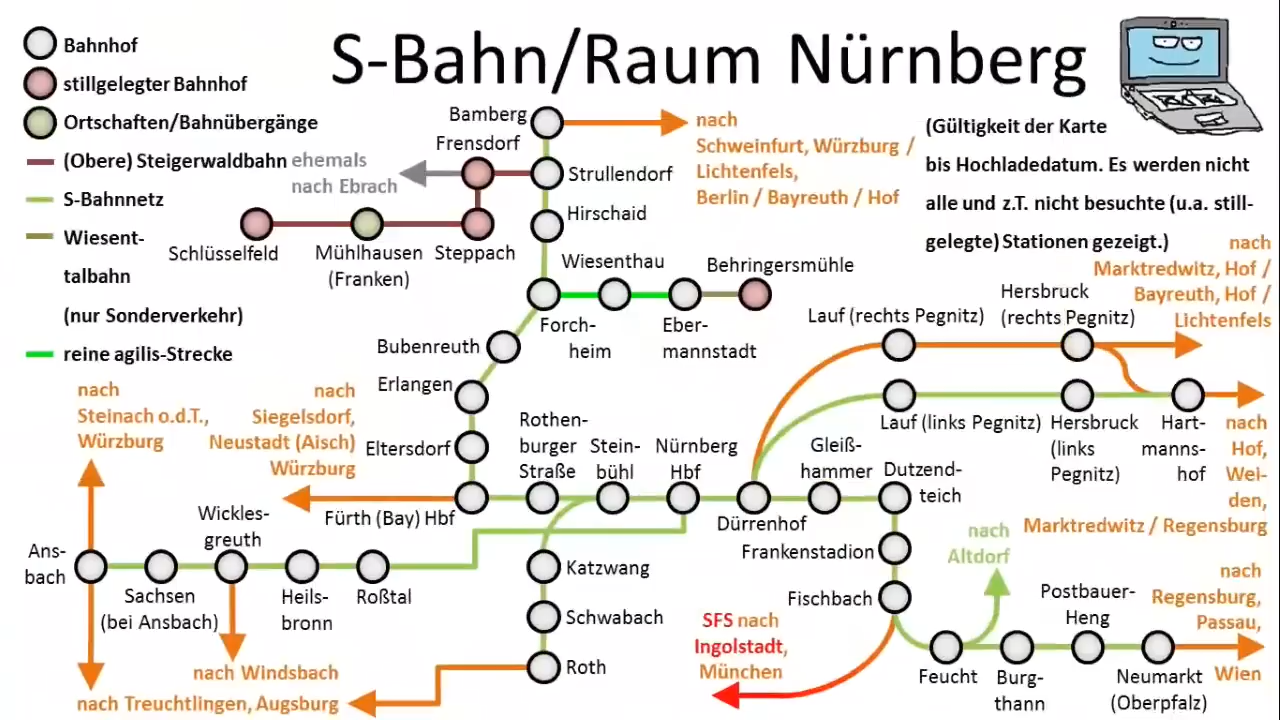 S-Bahn/Raum Nürnberg
Bahnhof
stillgelegter Bahnhof
Ortschaften/Bahnübergänge
(Obere) Steigerwaldbahn
S-Bahnnetz
Wiesent-
talbahn
(nur Sonderverkehr)
reine agilis-Strecke
(Gültigkeit der Karte
bis Hochladedatum. Es werden nicht
alle und z.T. nicht besuchte (u.a. still-
gelegte) Stationen gezeigt.)
Bamberg
nach
Schweinfurt, Würzburg /
Lichtenfels,
Berlin / Bayreuth / Hof
Frensdorf
ehemals
nach Ebrach
Strullendorf
Hirschaid
Schlüsselfeld
Mühlhausen
(Franken)
Steppach
Wiesenthau
Behringersmühle
Forch-
heim
Eber-
mannstadt
Bubenreuth
Erlangen
Eltersdorf
nach
Marktredwitz, Hof /
Bayreuth, Hof /
Lichtenfels
Lauf (rechts Pegnitz)
Hersbruck
(rechts Pegnitz)
Lauf (links Pegnitz)
Hersbruck
(links
Pegnitz)
Hart-
manns-
hof
nach
Hof,
Wei-
den,
Marktredwitz / Regensburg
nach
Steinach o.d.T.,
Würzburg
nach
Siegelsdorf,
Neustadt (Aisch)
Würzburg
Rothen-
burger
Straße
Stein-
bühl
Nürnberg
Hbf
Gleiß-
hammer
Dutzend-
teich
Fürth (Bay) Hbf
Dürrenhof
Frankenstadion
Fischbach
Wickles-
greuth
Ans-
bach
Sachsen
(bei Ansbach)
Heils-
bronn
Roßtal
Katzwang
Schwabach
Roth
nach Windsbach
nach Treuchtlingen, Augsburg
SFS nach
Ingolstadt,
München
nach
Altdorf
Feucht
Burg-
thann
Postbauer-
Heng
Neumarkt
(Oberpfalz)
nach
Regensburg,
Passau,
Wien